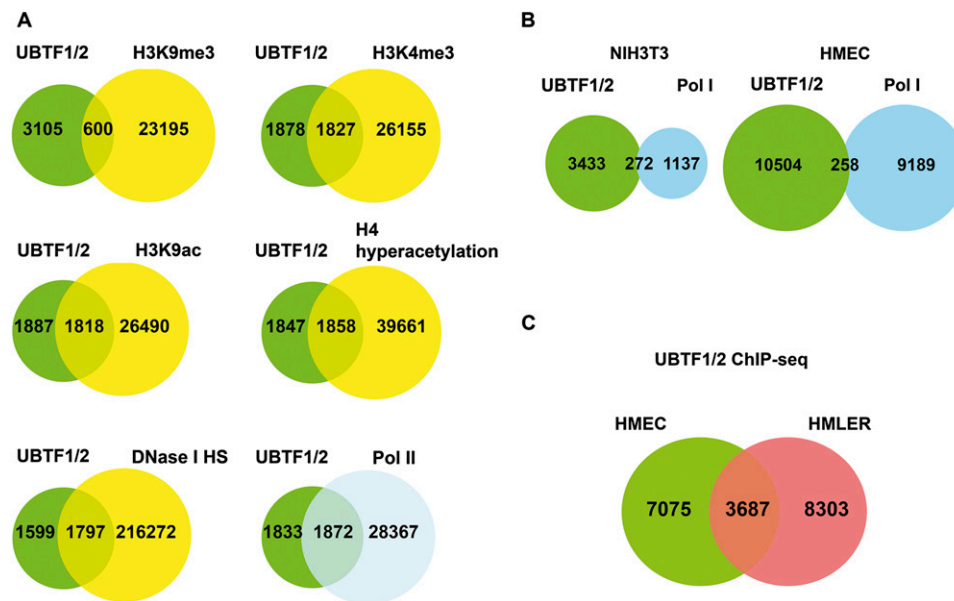 A
UBTF1/2 H3K9me3
3105 600 23195
UBTF1/2 H3K4me3
1878 1827 26155
UBTF1/2 H3K9ac
1887 1818 26490
UBTF1/2 H4
hyperacetylation
1847 1858 39661
UBTF1/2 DNase I HS
1599 1797 216272
UBTF1/2 Pol II
1833 1872 28367
B
NIH3T3
UBTF1/2 Pol I
3433 272 1137
HMEC
UBTF1/2 Pol I
10504 258 9189
C
UBTF1/2 ChIP-seq
HMEC HMLER
7075 3687 8303